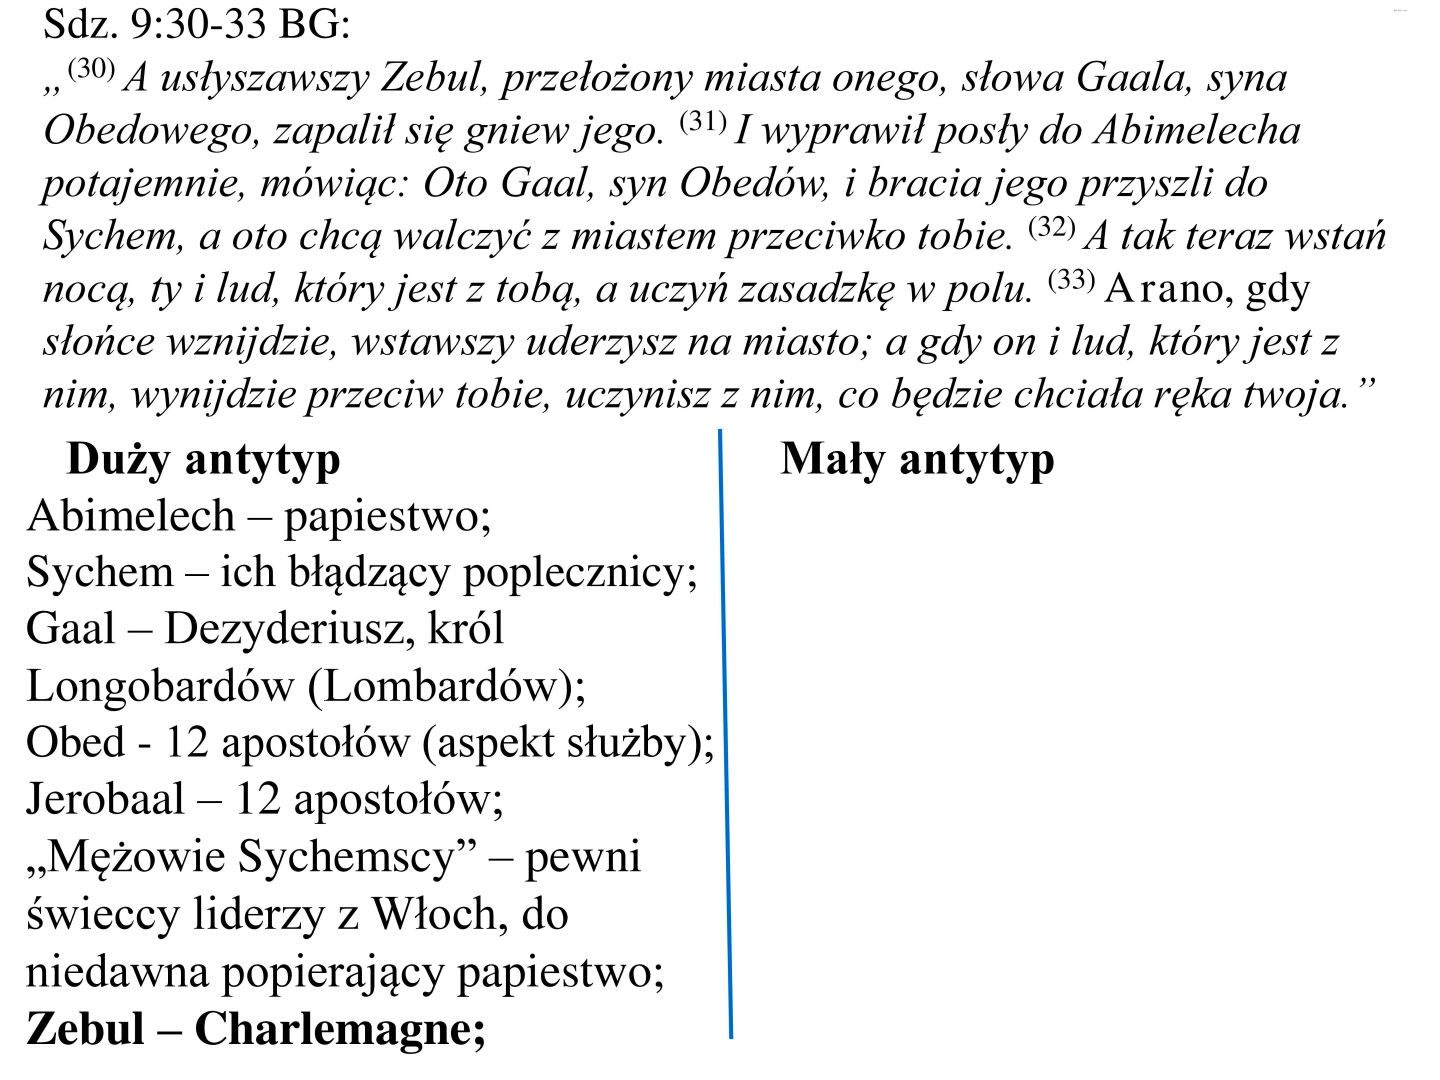 Sdz. 9:30-33 BG:
„(30) A usłyszawszy Zebul, przełożony miasta onego, słowa Gaala, syna
Obedowego, zapalił się gniew jego. (31) I wyprawił posły do Abimelecha
potajemnie, mówiąc: Oto Gaal, syn Obedów, i bracia jego przyszli do
Sychem, a oto chcą walczyć z miastem przeciwko tobie. (32) A tak teraz wstań
nocą, ty i lud, który jest z tobą, a uczyń zasadzkę w polu. (33) A rano, gdy
słońce wznijdzie, wstawszy uderzysz na miasto; a gdy on i lud, który jest z
nim, wynijdzie przeciw tobie, uczynisz z nim, co będzie chciała ręka twoja.”
Duży antytyp
Abimelech – papiestwo;
Sychem – ich błądzący poplecznicy;
Gaal – Dezyderiusz, król
Longobardów (Lombardów);
Obed - 12 apostołów (aspekt służby);
Jerobaal – 12 apostołów;
„Mężowie Sychemscy” – pewni
świeccy liderzy z Włoch, do
niedawna popierający papiestwo;
Zebul – Charlemagne;
Mały antytyp